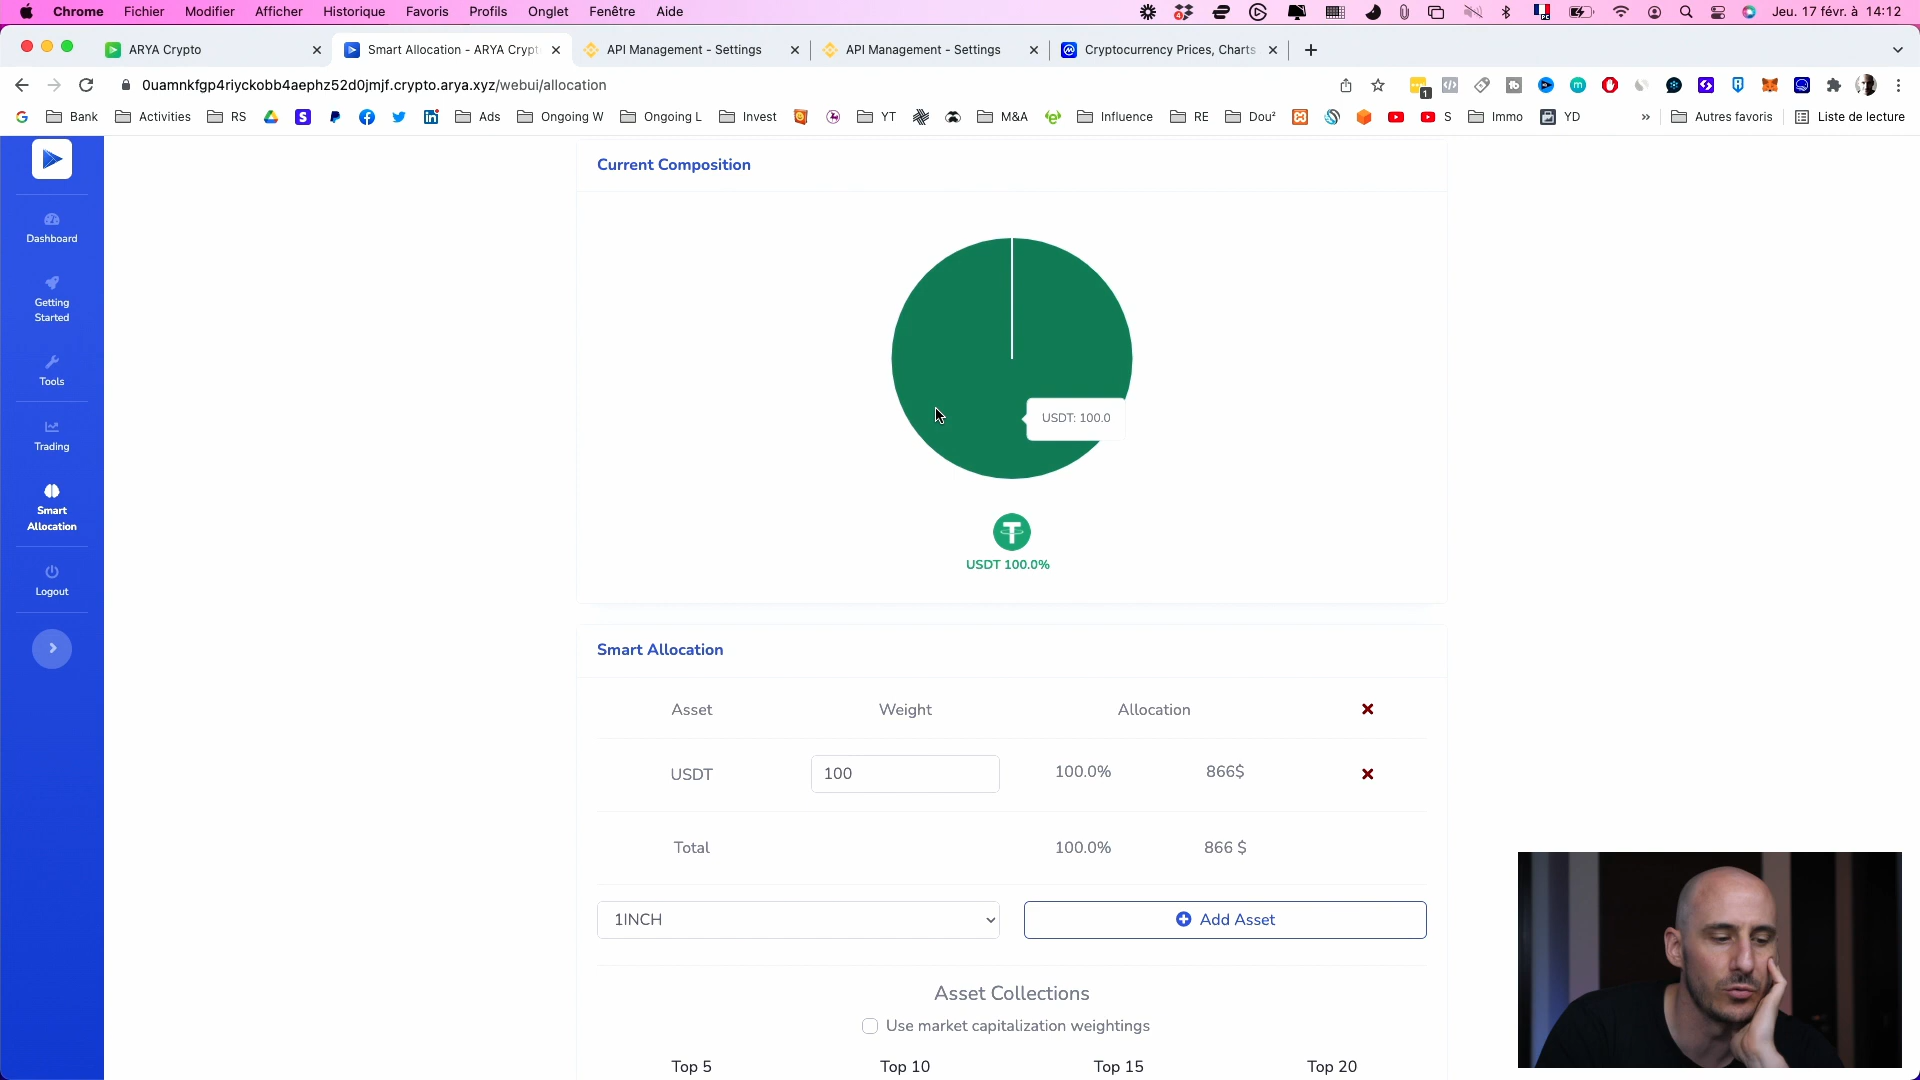 Chrome Fichier Modifier Afficher Historique Favoris Profils Onglet Fenêtre Aide Jeu. 17 févr. à 14:12
ARYA Crypto Smart Allocation - ARYA Crypt API Management - Settings API Management - Settings Cryptocurrency Prices, Charts
0uamnkfgp4riyckobb4aephz52d0jmjf.crypto.arya.xyz/webui/allocation
Bank Activities RS Ads Ongoing W Ongoing L Invest YT M&A Influence RE Dou² S Immo YD » Autres favoris Liste de lecture
Current Composition
Dashboard
Getting
Started
Tools
Trading
Smart
Allocation
Logout
USDT: 100.0
USDT 100.0%
Smart Allocation
Asset Weight Allocation
USDT 100 100.0% 866$
Total 100.0% 866 $
1INCH Add Asset
Asset Collections
Use market capitalization weightings
Top 5 Top 10 Top 15 Top 20